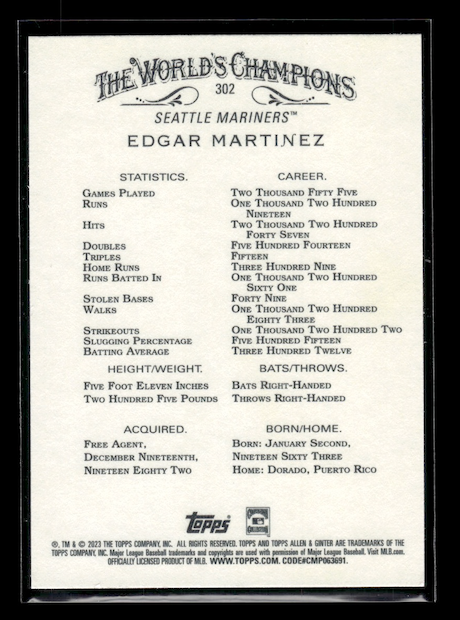 THE WORLD'S CHAMPIONS
302
SEATTLE MARINERS™
EDGAR MARTINEZ
STATISTICS. CAREER.
GAMES PLAYED TWO THOUSAND FIFTY FIVE
RUNS ONE THOUSAND TWO HUNDRED
NINETEEN
HITS TWO THOUSAND TWO HUNDRED
FORTY SEVEN
DOUBLES FIVE HUNDRED FOURTEEN
TRIPLES FIFTEEN
HOME RUNS THREE HUNDRED NINE
RUNS BATTED IN ONE THOUSAND TWO HUNDRED
SIXTY ONE
STOLEN BASES FORTY NINE
WALKS ONE THOUSAND TWO HUNDRED
EIGHTY THREE
STRIKEOUTS ONE THOUSAND TWO HUNDRED TWO
SLUGGING PERCENTAGE FIVE HUNDRED FIFTEEN
BATTING AVERAGE THREE HUNDRED TWELVE
HEIGHT/WEIGHT. BATS/THROWS.
FIVE FOOT ELEVEN INCHES BATS RIGHT-HANDED
TWO HUNDRED FIVE POUNDS THROWS RIGHT-HANDED
ACQUIRED. BORN/HOME.
FREE AGENT, BORN: JANUARY SECOND,
DECEMBER NINETEENTH, NINETEEN SIXTY THREE
NINETEEN EIGHTY TWO HOME: DORADO, PUERTO RICO
Topps
®, TM & © 2023 THE TOPPS COMPANY, INC. ALL RIGHTS RESERVED. TOPPS AND TOPPS ALLEN & GINTER ARE TRADEMARKS OF THE
TOPPS COMPANY, INC. Major League Baseball trademarks and copyrights are used with permission of Major League Baseball. Visit MLB.com.
OFFICIALLY LICENSED PRODUCT OF MLB. WWW.TOPPS.COM. CODE#CMP063691.